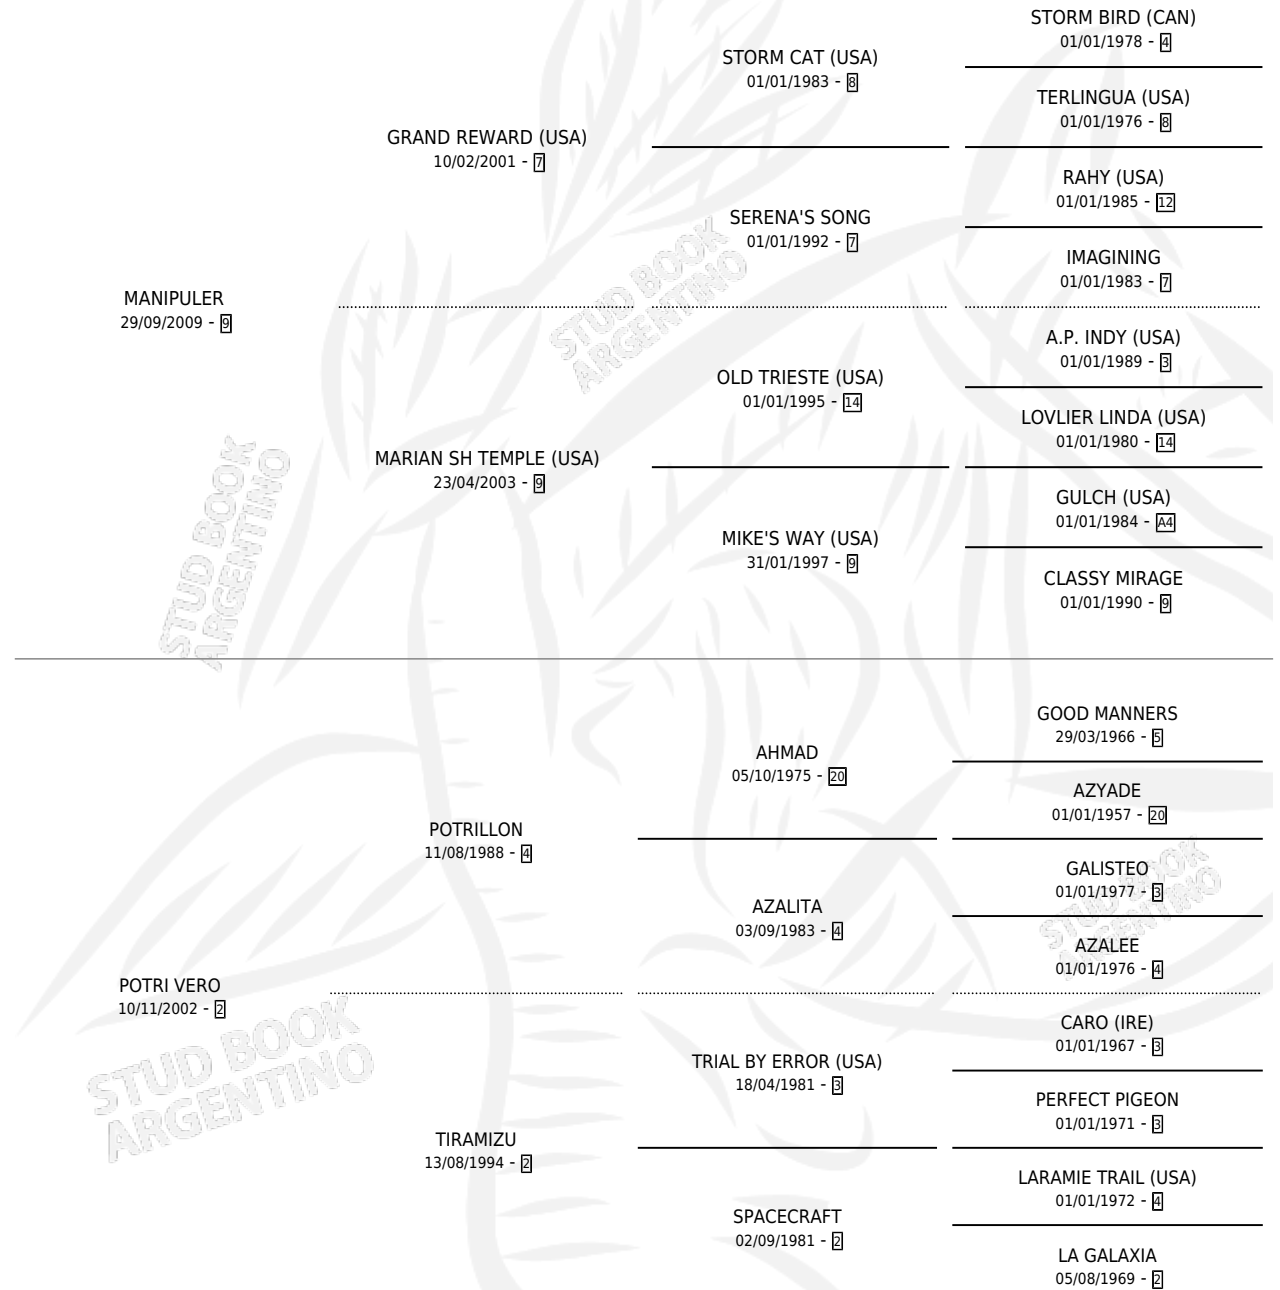 STORM BIRD (CAN)
01/01/1978 - 4
STORM CAT (USA)
01/01/1983 - 8
TERLINGUA (USA)
01/01/1976 - 8
GRAND REWARD (USA)
10/02/2001 - 7
RAHY (USA)
01/01/1985 - 12
SERENA'S SONG
01/01/1992 - 7
IMAGINING
01/01/1983 - 7
MANIPULER
29/09/2009 - 9
A.P. INDY (USA)
01/01/1989 - 3
OLD TRIESTE (USA)
01/01/1995 - 14
LOVLIER LINDA (USA)
01/01/1980 - 14
MARIAN SH TEMPLE (USA)
23/04/2003 - 9
GULCH (USA)
01/01/1984 - A4
MIKE'S WAY (USA)
31/01/1997 - 9
CLASSY MIRAGE
01/01/1990 - 9
GOOD MANNERS
29/03/1966 - 5
AHMAD
05/10/1975 - 20
AZYADE
01/01/1957 - 20
POTRILLON
11/08/1988 - 4
GALISTEO
01/01/1977 - 3
AZALITA
03/09/1983 - 4
AZALEE
01/01/1976 - 4
POTRI VERO
10/11/2002 - 2
CARO (IRE)
01/01/1967 - 3
TRIAL BY ERROR (USA)
18/04/1981 - 3
PERFECT PIGEON
01/01/1971 - 3
TIRAMIZU
13/08/1994 - 2
LARAMIE TRAIL (USA)
01/01/1972 - 4
SPACECRAFT
02/09/1981 - 2
LA GALAXIA
05/08/1969 - 2
STUD BOOK
ARGENTINO
STUD BOOK
ARGENTINO
STUD BOOK
ARGENTINO
STUD BOOK
ARGENTINO